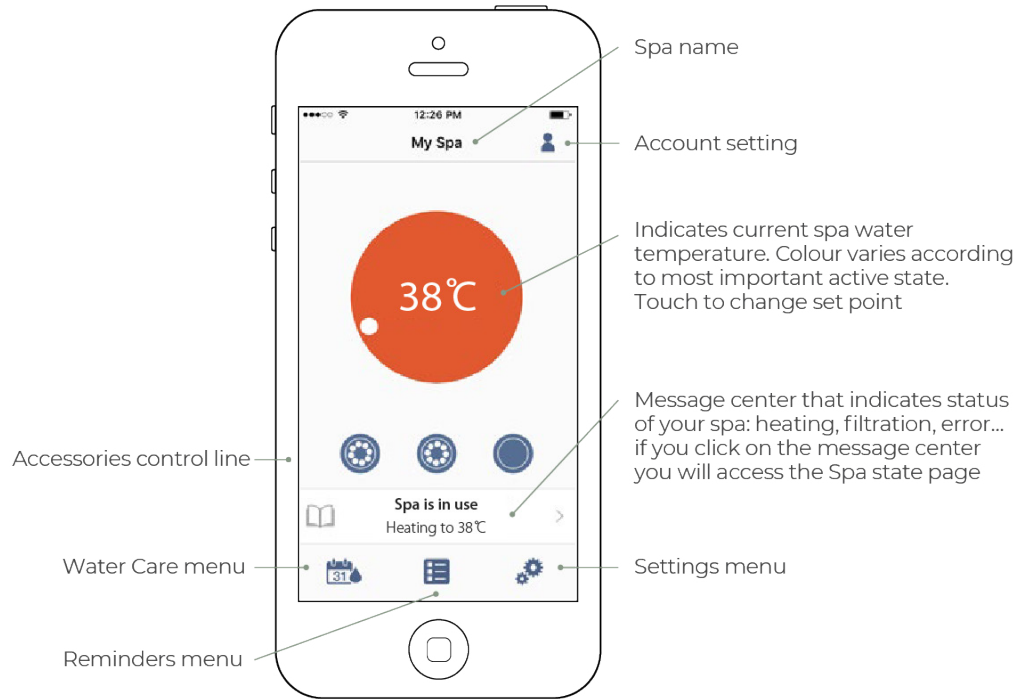 Spa name
12:26 PM
My Spa
Account setting
Indicates current spa water
temperature. Colour varies according
to most important active state.
Touch to change set point
38℃
Message center that indicates status
of your spa: heating, filtration, error...
if you click on the message center
you will access the Spa state page
Accessories control line
Spa is in use
Heating to 38℃
Water Care menu
31
Settings menu
Reminders menu